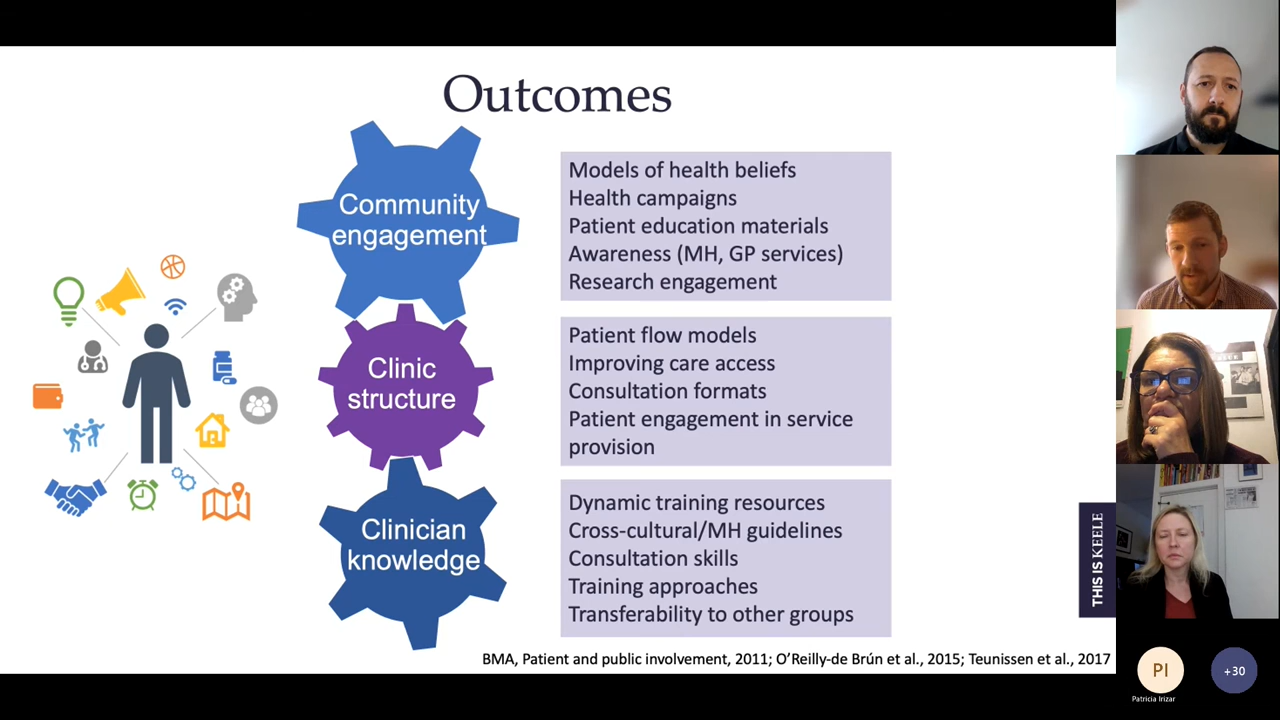 Outcomes
Community
engagement
Models of health beliefs
Health campaigns
Patient education materials
Awareness (MH, GP services)
Research engagement
Clinic
structure
Patient flow models
Improving care access
Consultation formats
Patient engagement in service
provision
Clinician
knowledge
Dynamic training resources
Cross-cultural/MH guidelines
Consultation skills
Training approaches
Transferability to other groups
THIS IS KEELE
BMA, Patient and public involvement, 2011; O'Reilly-de Brún et al., 2015; Teunissen et al., 2017
PI
+30
Patricia Irizar